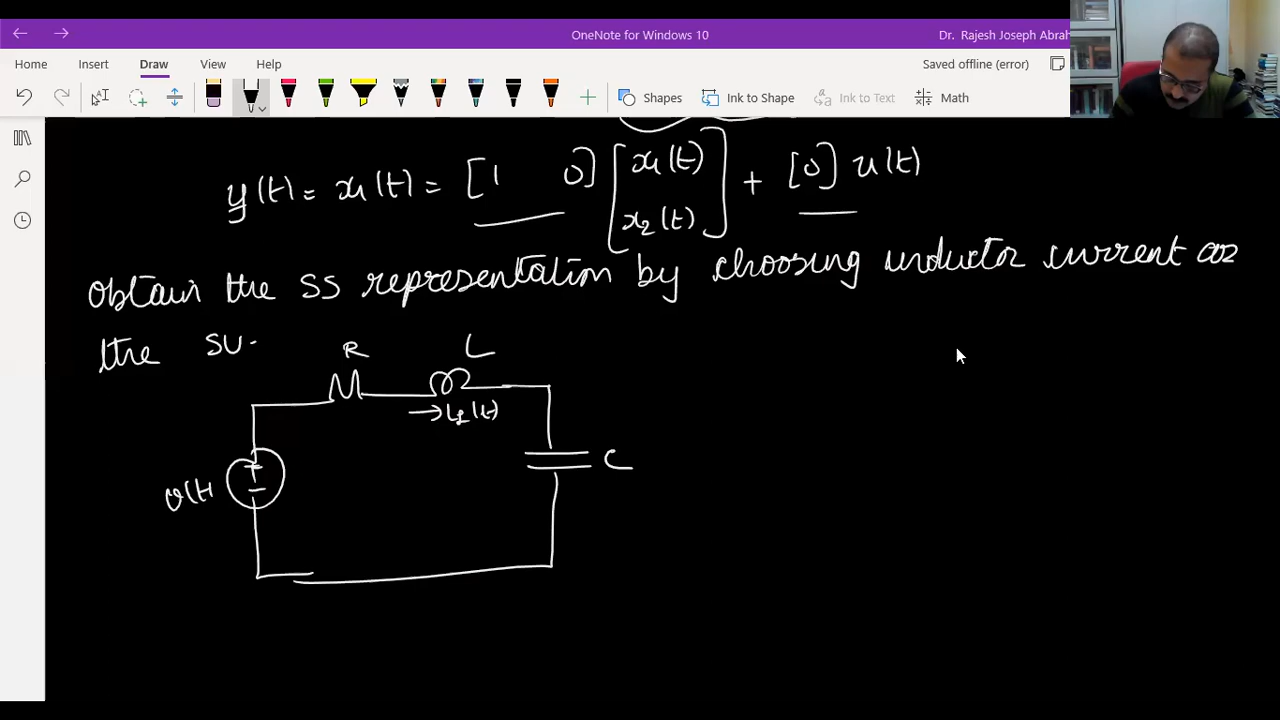 OneNote for Windows 10
Dr. Rajesh Joseph Abrah
Home Insert Draw View Help
Saved offline (error)
Shapes Ink to Shape Ink to Text Math
y(t) = x1(t) = [1 0] [x1(t) x2(t)] + [0] u(t)
obtain the SS representation by choosing inductor current as
the SV.
R L
→ iL(t)
C
v(t